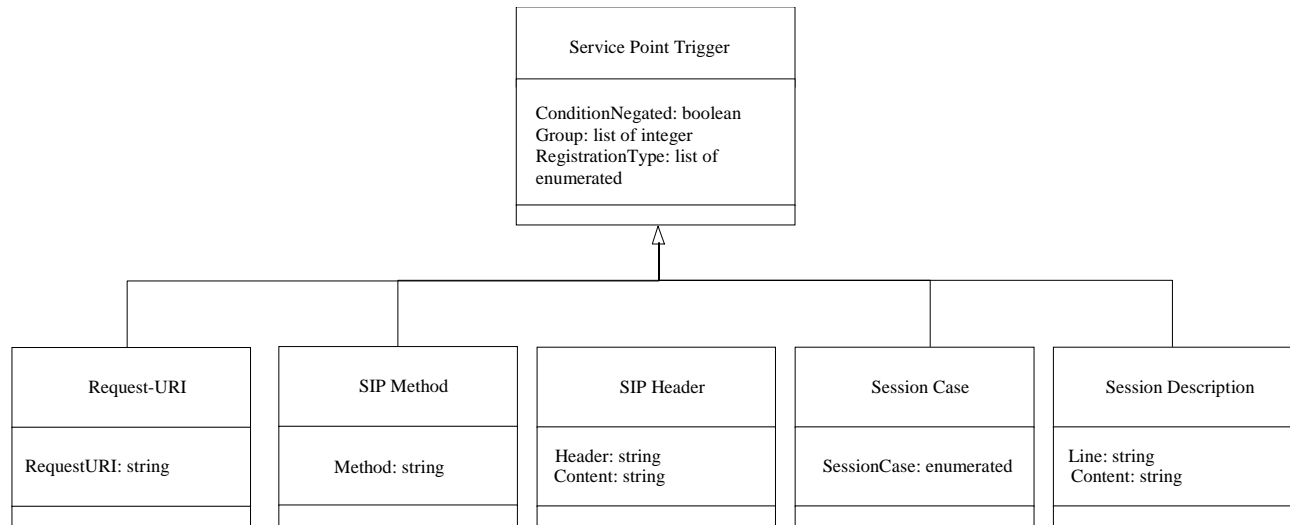 Service Point Trigger
ConditionNegated: boolean
Group: list of integer
RegistrationType: list of
enumerated
Request-URI
RequestURI: string
SIP Method
Method: string
SIP Header
Header: string
Content: string
Session Case
SessionCase: enumerated
Session Description
Line: string
Content: string